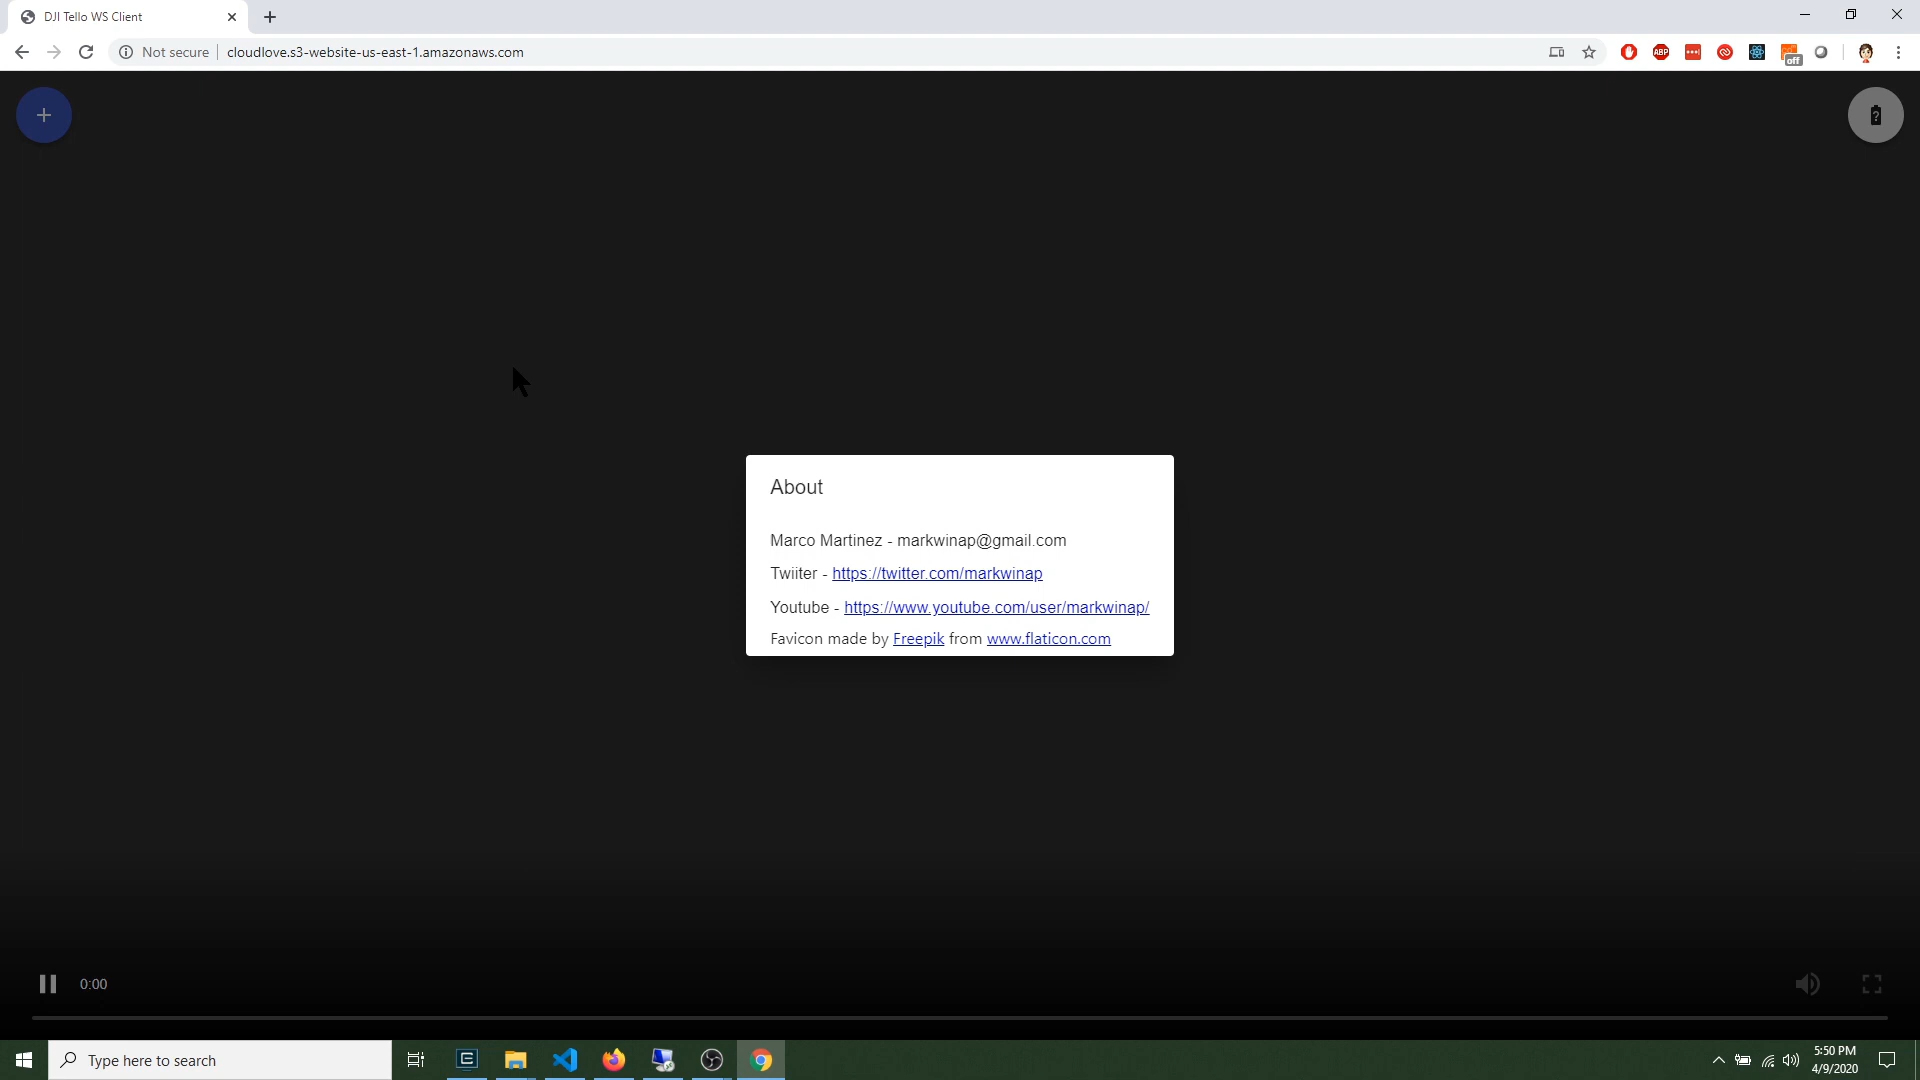 DJI Tello WS Client
Not secure
cloudlove.s3-website-us-east-1.amazonaws.com
ABP
off
+
?
About
Marco Martinez - markwinap@gmail.com
Twiiter - https://twitter.com/markwinap
Youtube - https://www.youtube.com/user/markwinap/
Favicon made by Freepik from www.flaticon.com
0:00
Type here to search
5:50 PM
4/9/2020